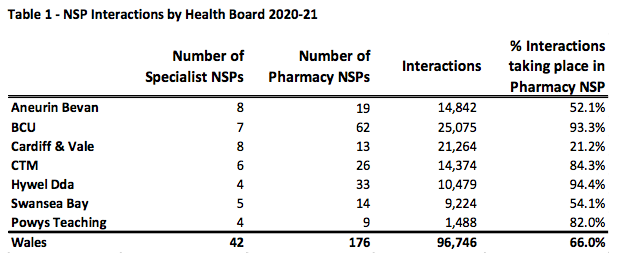 Table 1 - NSP Interactions by Health Board 2020-21
Number of Specialist NSPs Number of Pharmacy NSPs Interactions % Interactions taking place in Pharmacy NSP
Aneurin Bevan 8 19 14,842 52.1%
BCU 7 62 25,075 93.3%
Cardiff & Vale 8 13 21,264 21.2%
CTM 6 26 14,374 84.3%
Hywel Dda 4 33 10,479 94.4%
Swansea Bay 5 14 9,224 54.1%
Powys Teaching 4 9 1,488 82.0%
Wales 42 176 96,746 66.0%